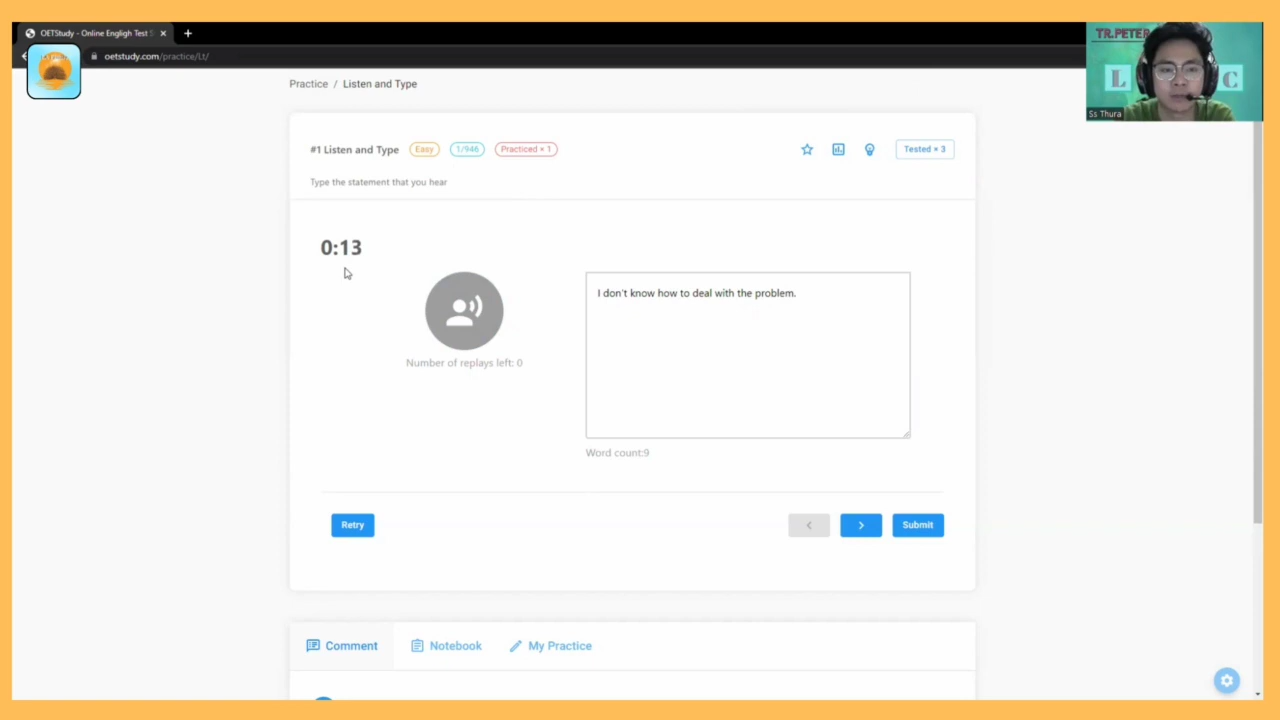 OETStudy - Online Engligh Test S
oetstudy.com/practice/Lt/
TR.PETER
L C
Ss Thura
Practice / Listen and Type
#1 Listen and Type Easy 1/946 Practiced × 1 Tested × 3
Type the statement that you hear
0:13
I don't know how to deal with the problem.
Number of replays left: 0
Word count:9
Retry < > Submit
Comment Notebook My Practice